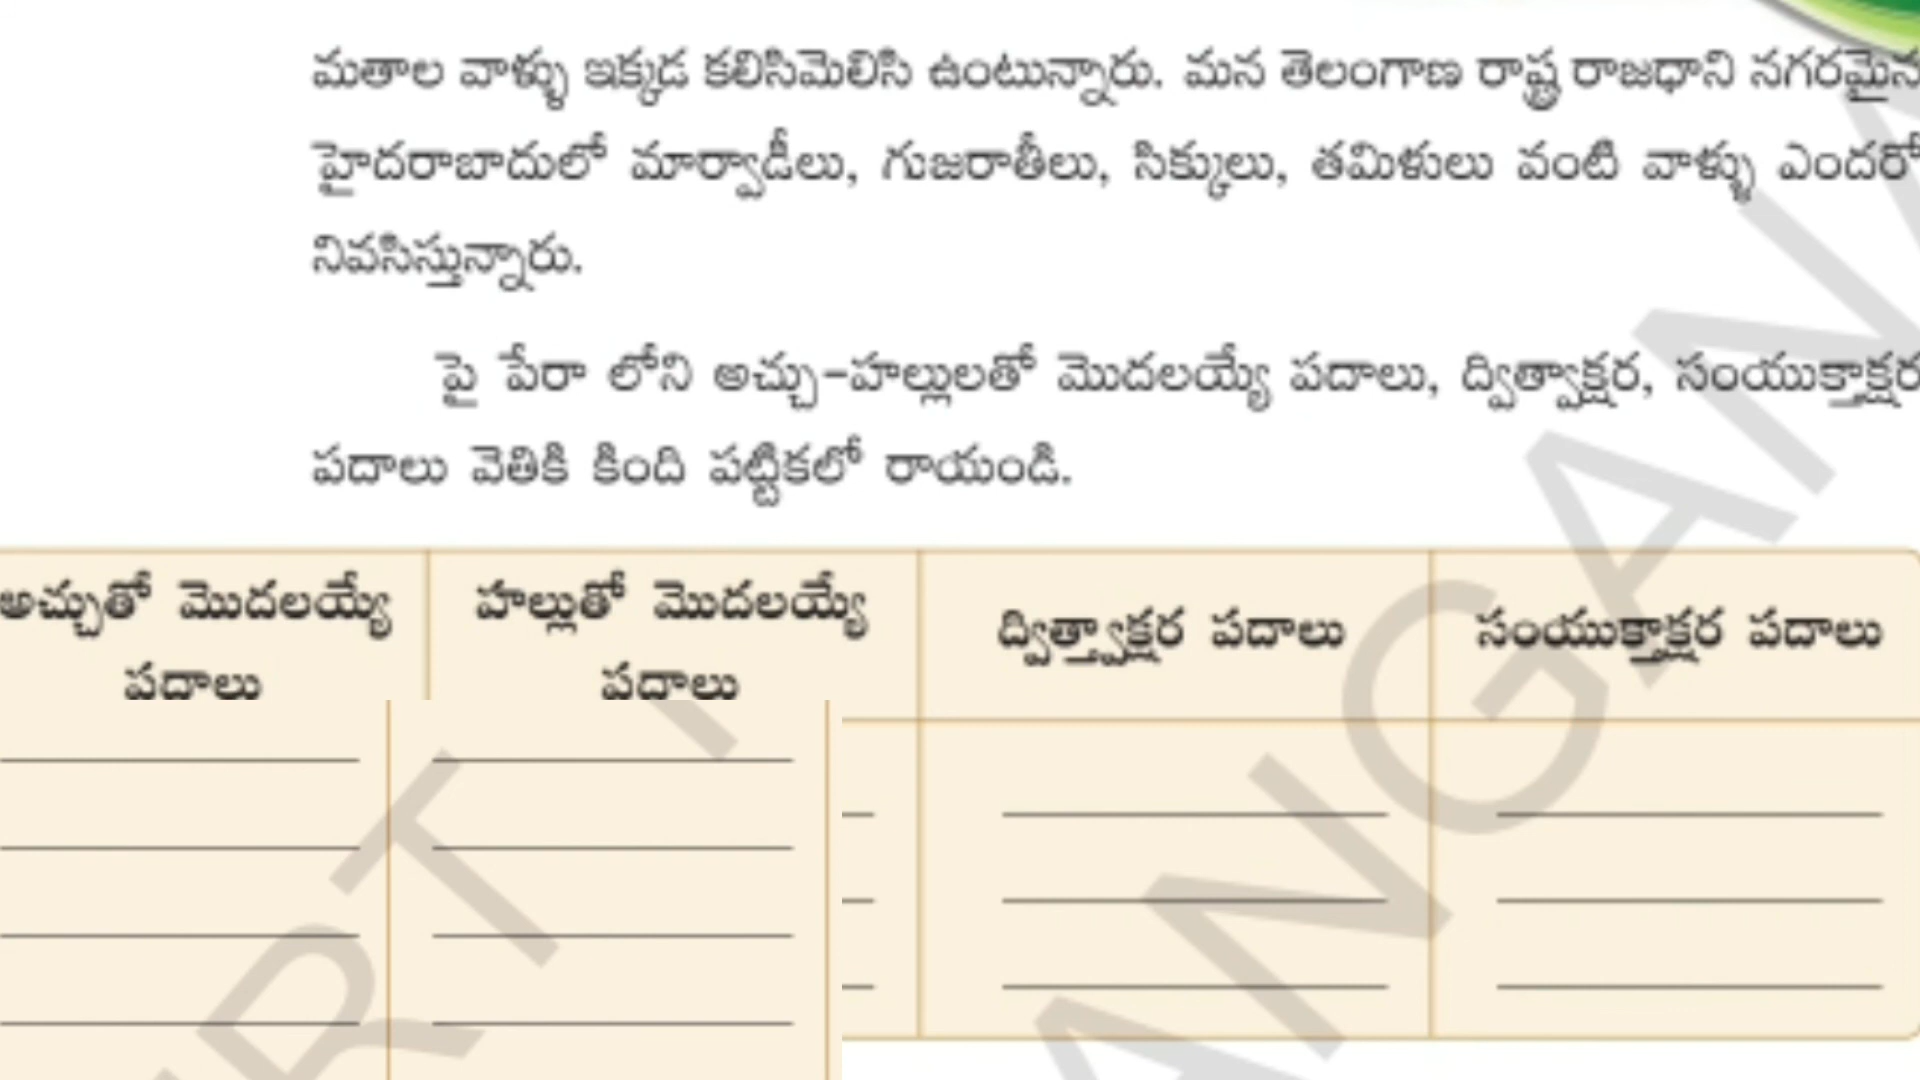 మతాల వాళ్ళు ఇక్కడ కలిసిమెలిసి ఉంటున్నారు. మన తెలంగాణ రాష్ట్ర రాజధాని నగరమైన
హైదరాబాదులో మార్వాడీలు, గుజరాతీలు, సిక్కులు, తమిళులు వంటి వాళ్ళు ఎందరో
నివసిస్తున్నారు.
పై పేరా లోని అచ్చు-హల్లులతో మొదలయ్యే పదాలు, ద్విత్వాక్షర, సంయుక్తాక్షర
పదాలు వెతికి కింది పట్టికలో రాయండి.
అచ్చుతో మొదలయ్యే పదాలు
హల్లుతో మొదలయ్యే పదాలు
ద్విత్త్వాక్షర పదాలు
సంయుక్తాక్షర పదాలు